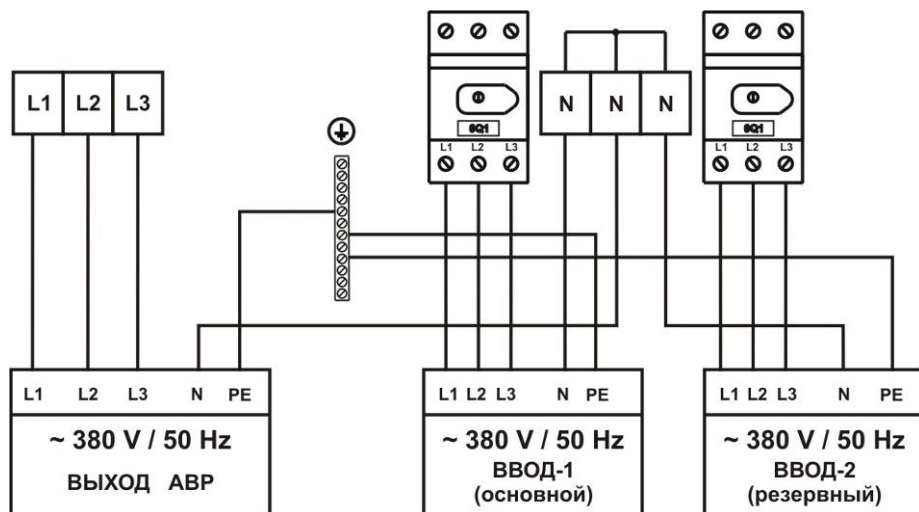 L1 L2 L3
N N N
6Q1
L1 L2 L3
6Q1
L1 L2 L3
L1 L2 L3 N PE
~ 380 V / 50 Hz
ВЫХОД АВР
L1 L2 L3 N PE
~ 380 V / 50 Hz
ВВОД-1
(основной)
L1 L2 L3 N PE
~ 380 V / 50 Hz
ВВОД-2
(резервный)